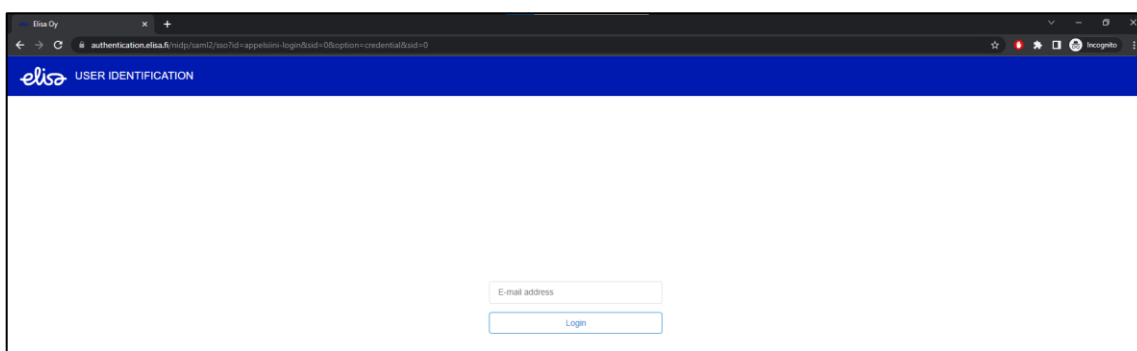 Elisa Oy
authentication.elisa.fi/nidp/saml2/sso?id=appelsiini-login&sid=0&option=credential&sid=0
Incognito
elisa USER IDENTIFICATION
E-mail address
Login